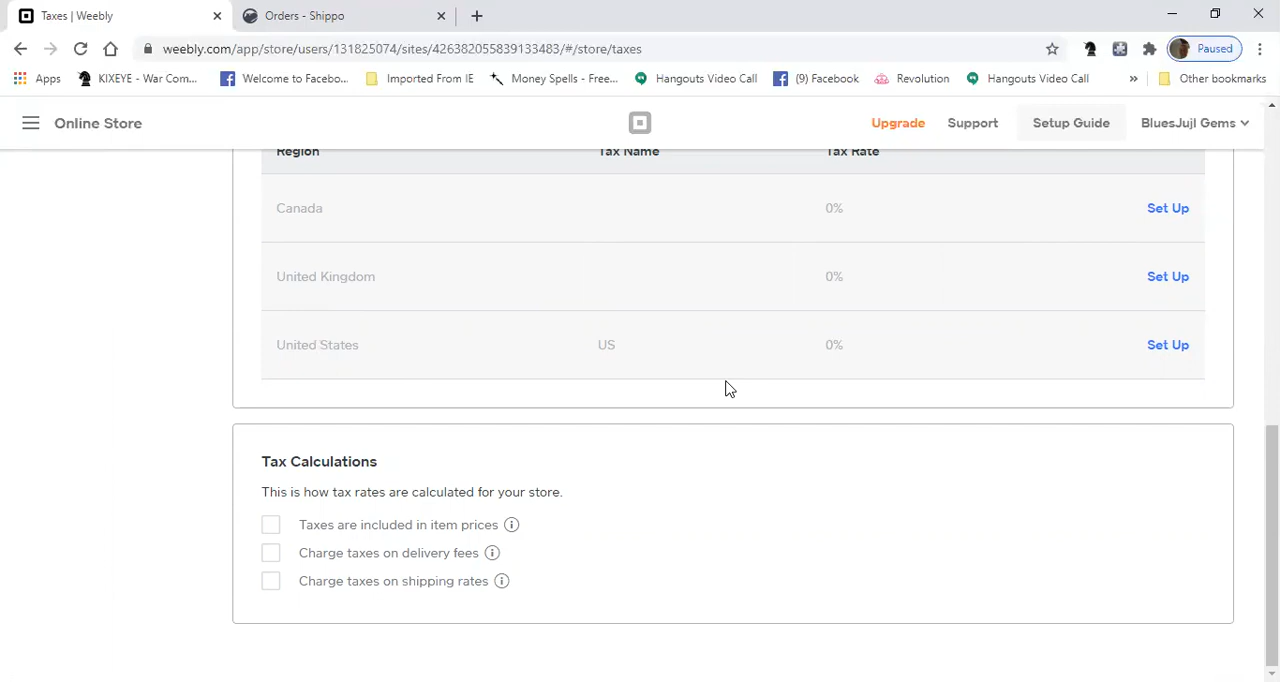 Taxes | Weebly
Orders - Shippo
weebly.com/app/store/users/131825074/sites/426382055839133483/#/store/taxes
Paused
Apps KIXEYE - War Com... Welcome to Facebo... Imported From IE Money Spells - Free... Hangouts Video Call (9) Facebook Revolution Hangouts Video Call » Other bookmarks
Online Store Upgrade Support Setup Guide BluesJujl Gems
Region Tax Name Tax Rate
Canada 0% Set Up
United Kingdom 0% Set Up
United States US 0% Set Up
Tax Calculations
This is how tax rates are calculated for your store.
Taxes are included in item prices
Charge taxes on delivery fees
Charge taxes on shipping rates